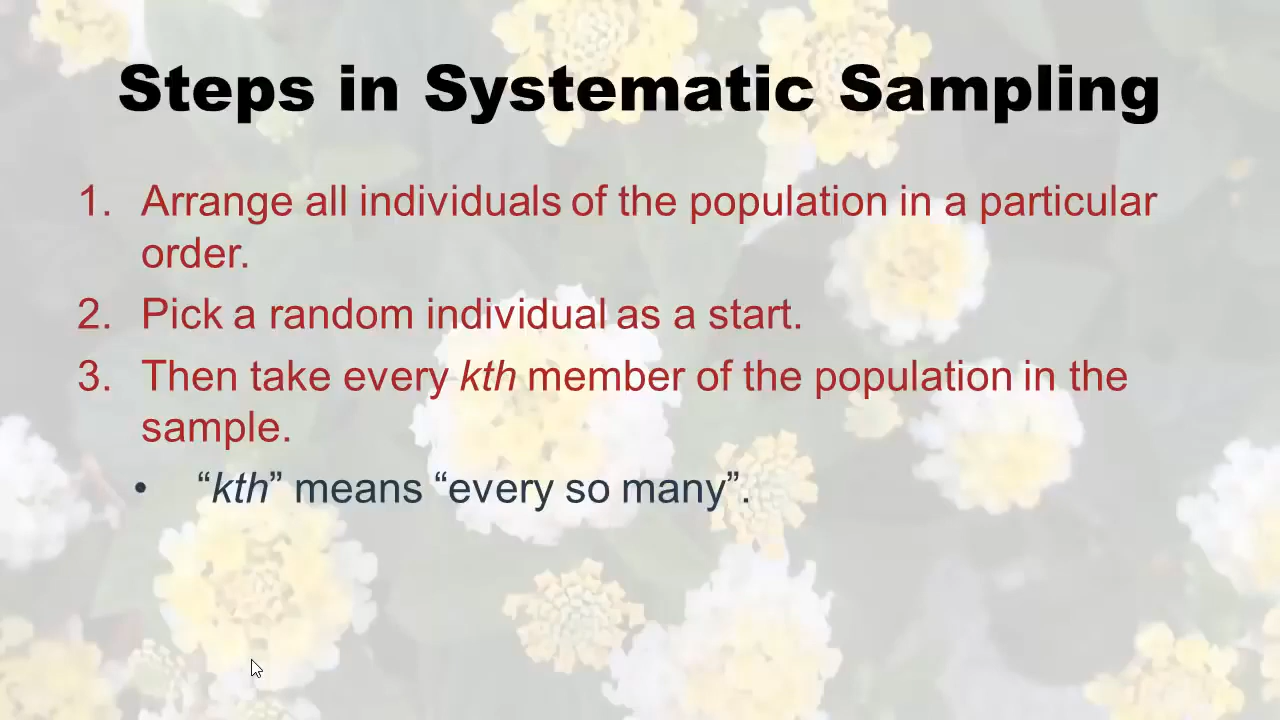 Steps in Systematic Sampling
1. Arrange all individuals of the population in a particular
order.
2. Pick a random individual as a start.
3. Then take every kth member of the population in the
sample.
• “kth” means “every so many”.